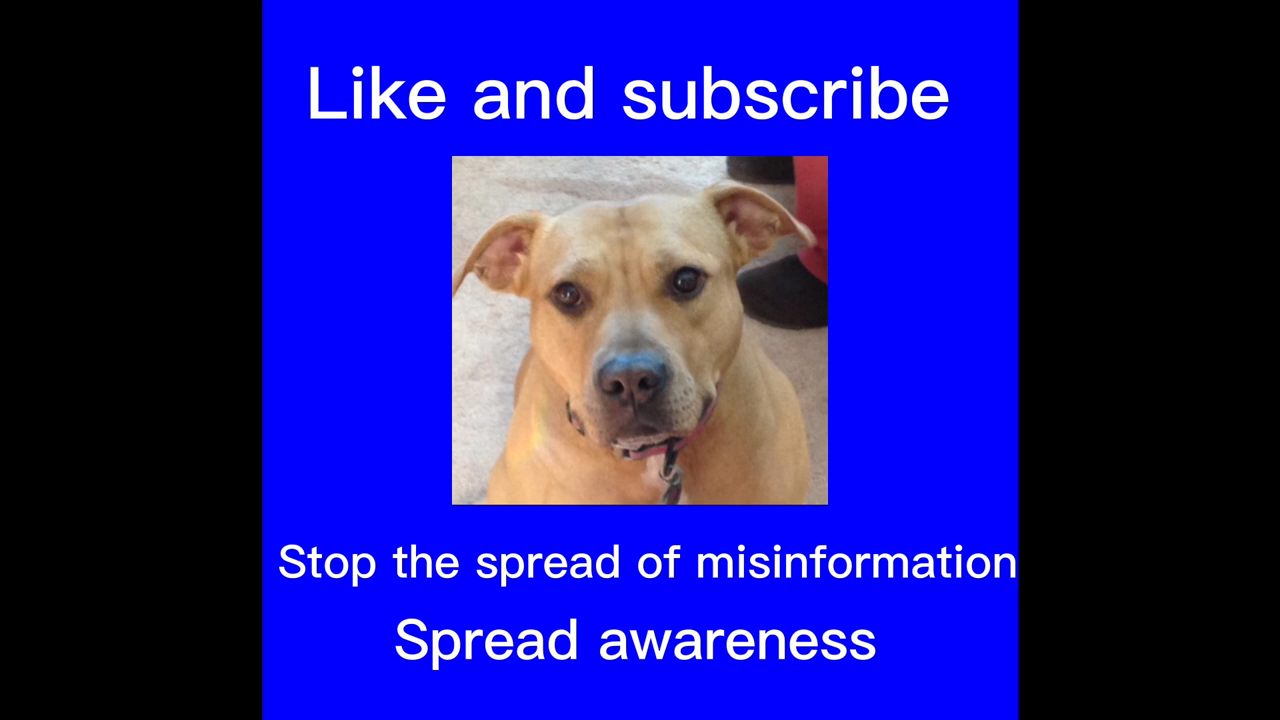 Like and subscribe
Stop the spread of misinformation
Spread awareness